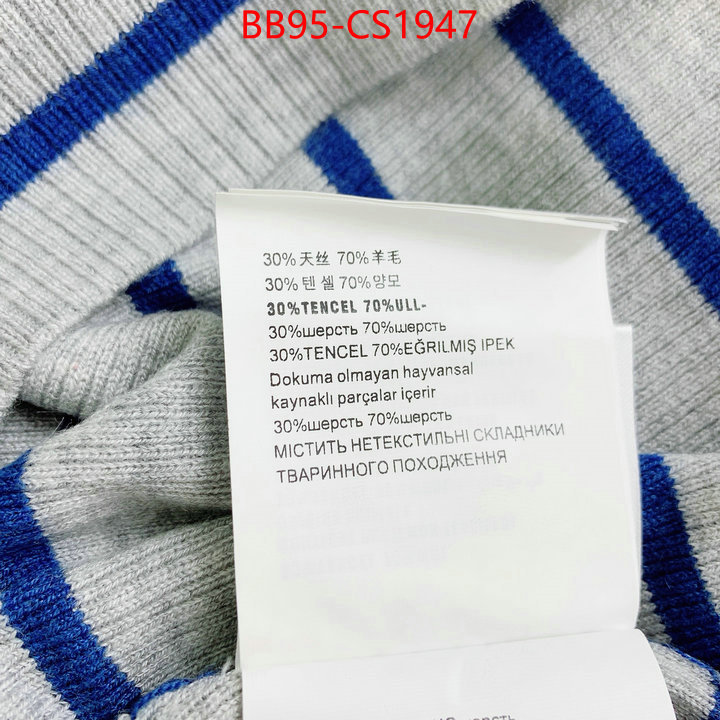 BB95-CS1947
30%天丝 70%羊毛
30%텐셀 70%양모
30%TENCEL 70%ULL-
30%шерсть 70%шерсть
30%TENCEL 70%EĞRILMIŞ IPEK
Dokuma olmayan hayvansal
kaynaklı parçalar içerir
30%шерсть 70%шерсть
МІСТИТЬ НЕТЕКСТИЛЬНІ СКЛАДНИКИ
ТВАРИННОГО ПОХОДЖЕННЯ